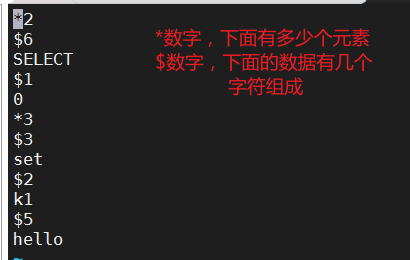 *2
$6
SELECT
$1
0
*3
$3
set
$2
k1
$5
hello
~
*数字，下面有多少个元素
$数字，下面的数据有几个
字符组成